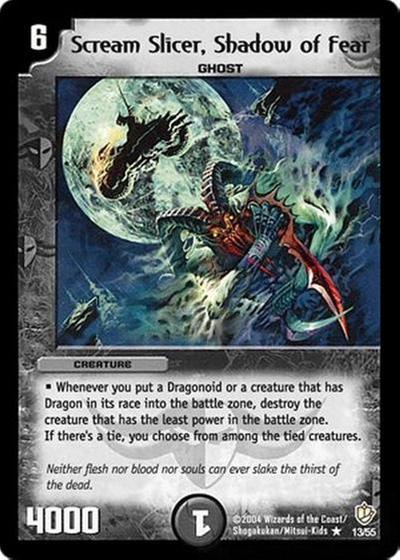 6
Scream Slicer, Shadow of Fear
GHOST
CREATURE
▪ Whenever you put a Dragonoid or a creature that has
Dragon in its race into the battle zone, destroy the
creature that has the least power in the battle zone.
If there's a tie, you choose from among the tied creatures.
Neither flesh nor blood nor souls can ever slake the thirst of
the dead.
4000
1
©2004 Wizards of the Coast/
Shogakukan/Mitsui-Kids ★ 13/55